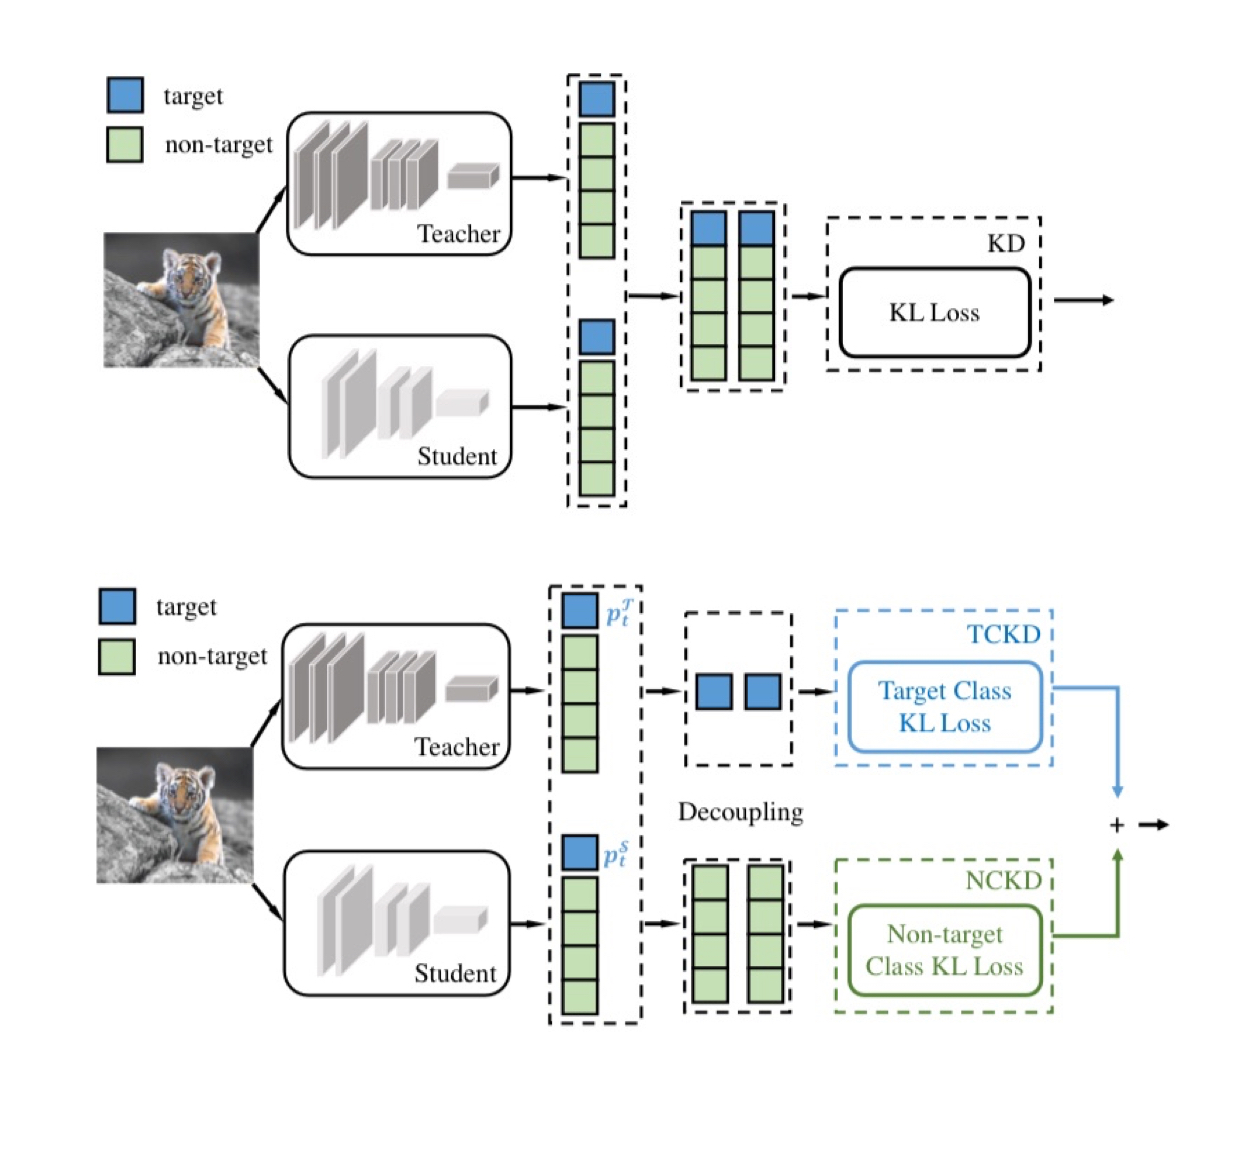 target
non-target
Teacher
Student
KD
KL Loss
target
non-target
Teacher
Student
p_t^𝒯
p_t^𝒮
Decoupling
TCKD
Target Class
KL Loss
NCKD
Non-target
Class KL Loss
+